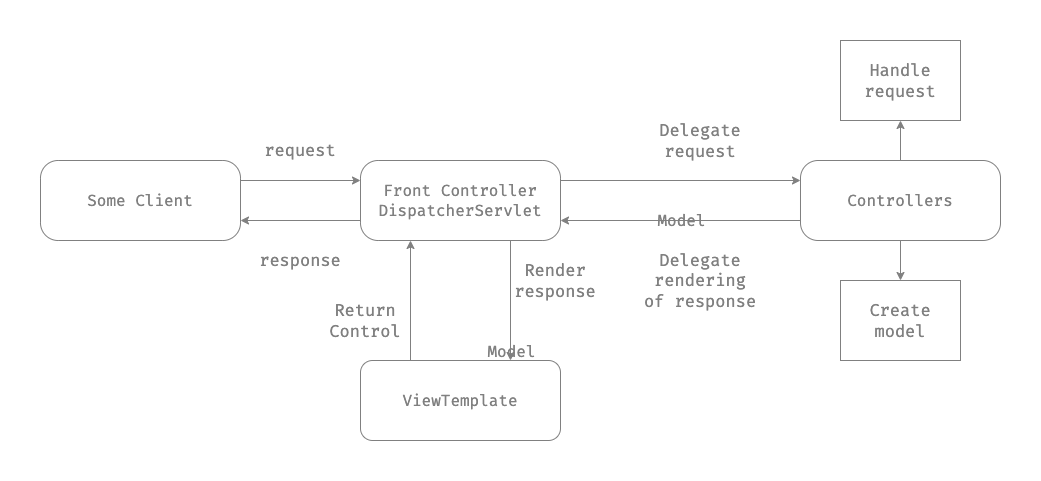 Handle
request
Delegate
request
request
Some Client
Front Controller
DispatcherServlet
Controllers
Model
response
Delegate
rendering
of response
Render
response
Return
Control
Create
model
Model
ViewTemplate